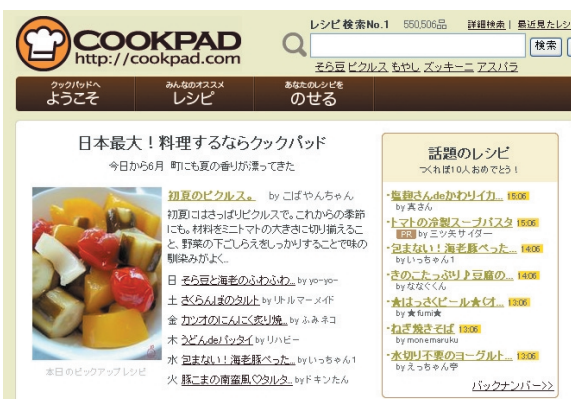 COOKPAD
http://cookpad.com
レシピ検索No.1 550,506品 詳細検索 | 最近見たレシ
検索
そら豆 ピクルス もやし ズッキーニ アスパラ
クックパッドへ
ようこそ
みんなのオススメ
レシピ
あなたのレシピを
のせる
日本最大！料理するならクックパッド
今日から6月 町にも夏の香りが漂ってきた
初夏のピクルス。 by こばやんちゃん
初夏にはさっぱりピクルスで。これからの季節
にも。材料をミニトマトの大きさに切り揃えるこ
と、野菜の下ごしらえをしっかりすることで味の
馴染みがよく..
日 そら豆と海老のふわふわ.. by yo-yo-
土 さくらんぼのタルト by リトルマーメイド
金 カツオのにんにく炙り焼.. by ふみネコ
木 うどんdeパッタイ by リハビー
水 包まない！海老豚ぺった.. by いっちゃん1
火 豚こまの南蛮風♡タルタ.. by ドキンたん
本日のピックアップレシピ
話題のレシピ
つくれぽ10人おめでとう！
・塩麹さんdeかわりイカ... 15:06
by 真さん
・トマトの冷製スープパスタ 15:06
PR by 三ツ矢サイダー
・包まない！海老豚ぺった... 14:06
by いっちゃん1
・きのこたっぷり♪豆腐の... 14:06
by ななくぐん
・★はっさくピール★(オ... 13:06
by ★fumi★
・ねぎ焼きそば 13:06
by monemaruku
・水切り不要のヨーグルト... 13:06
by えっちゃん亭
バックナンバー>>